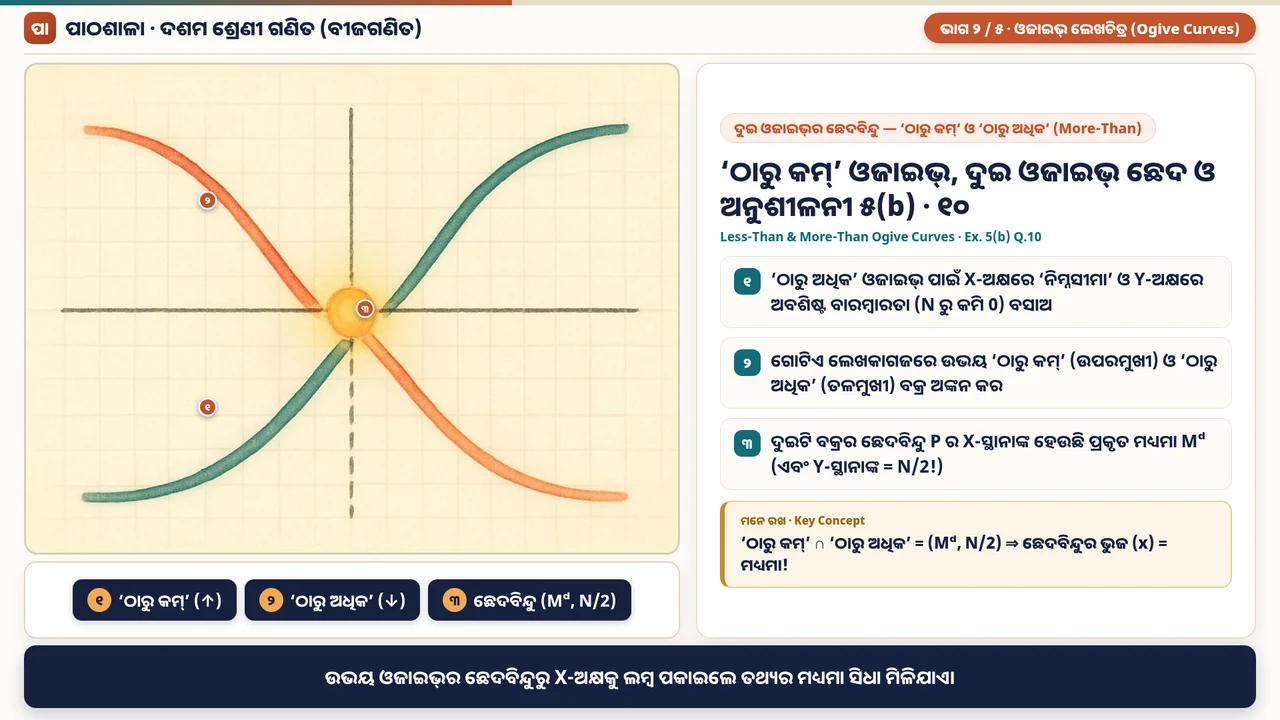 ପା ପାଠଶାଳା · ଦଶମ ଶ୍ରେଣୀ ଗଣିତ (ବୀଜଗଣିତ)
ଭାଗ ୨ / ୫ · ଓଜାଇଭ୍ ଲେଖଚିତ୍ର (Ogive Curves)
୨
୩
୧
୧ ‘ଠାରୁ କମ୍’ (↑)
୨ ‘ଠାରୁ ଅଧିକ’ (↓)
୩ ଛେଦବିନ୍ଦୁ (Mᵈ, N/2)
ଦୁଇ ଓଜାଇଭ୍‌ର ଛେଦବିନ୍ଦୁ — ‘ଠାରୁ କମ୍’ ଓ ‘ଠାରୁ ଅଧିକ’ (More-Than)
‘ଠାରୁ କମ୍’ ଓଜାଇଭ୍, ଦୁଇ ଓଜାଇଭ୍ ଛେଦ ଓ
ଅନୁଶୀଳନୀ ୫(b) · ୧୦
Less-Than & More-Than Ogive Curves · Ex. 5(b) Q.10
୧ ‘ଠାରୁ ଅଧିକ’ ଓଜାଇଭ୍ ପାଇଁ X-ଅକ୍ଷରେ ‘ନିମ୍ନସୀମା’ ଓ Y-ଅକ୍ଷରେ
ଅବଶିଷ୍ଟ ବାରମ୍ବାରତା (N ରୁ କମି 0) ବସାଅ
୨ ଗୋଟିଏ ଲେଖକାଗଜରେ ଉଭୟ ‘ଠାରୁ କମ୍’ (ଉପରମୁଖୀ) ଓ ‘ଠାରୁ
ଅଧିକ’ (ତଳମୁଖୀ) ବକ୍ର ଅଙ୍କନ କର
୩ ଦୁଇଟି ବକ୍ରର ଛେଦବିନ୍ଦୁ P ର X-ସ୍ଥାନାଙ୍କ ହେଉଛି ପ୍ରକୃତ ମଧ୍ୟମା Mᵈ
(ଏବଂ Y-ସ୍ଥାନାଙ୍କ = N/2!)
ମନେ ରଖ · Key Concept
‘ଠାରୁ କମ୍’ ∩ ‘ଠାରୁ ଅଧିକ’ = (Mᵈ, N/2) ⇒ ଛେଦବିନ୍ଦୁର ଭୁଜ (x) =
ମଧ୍ୟମା!
ଉଭୟ ଓଜାଇଭ୍‌ର ଛେଦବିନ୍ଦୁରୁ X-ଅକ୍ଷକୁ ଲମ୍ବ ପକାଇଲେ ତଥ୍ୟର ମଧ୍ୟମା ସିଧା ମିଳିଯାଏ।